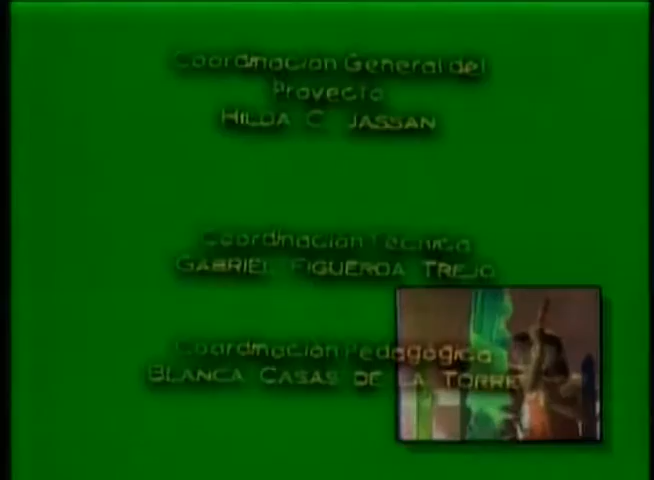 Coordinación General del
Proyecto
HILDA C. JASSAN
Coordinación Técnica
GABRIEL FIGUEROA TREJO
Coordinación Pedagógica
BLANCA CASAS DE LA TORRE